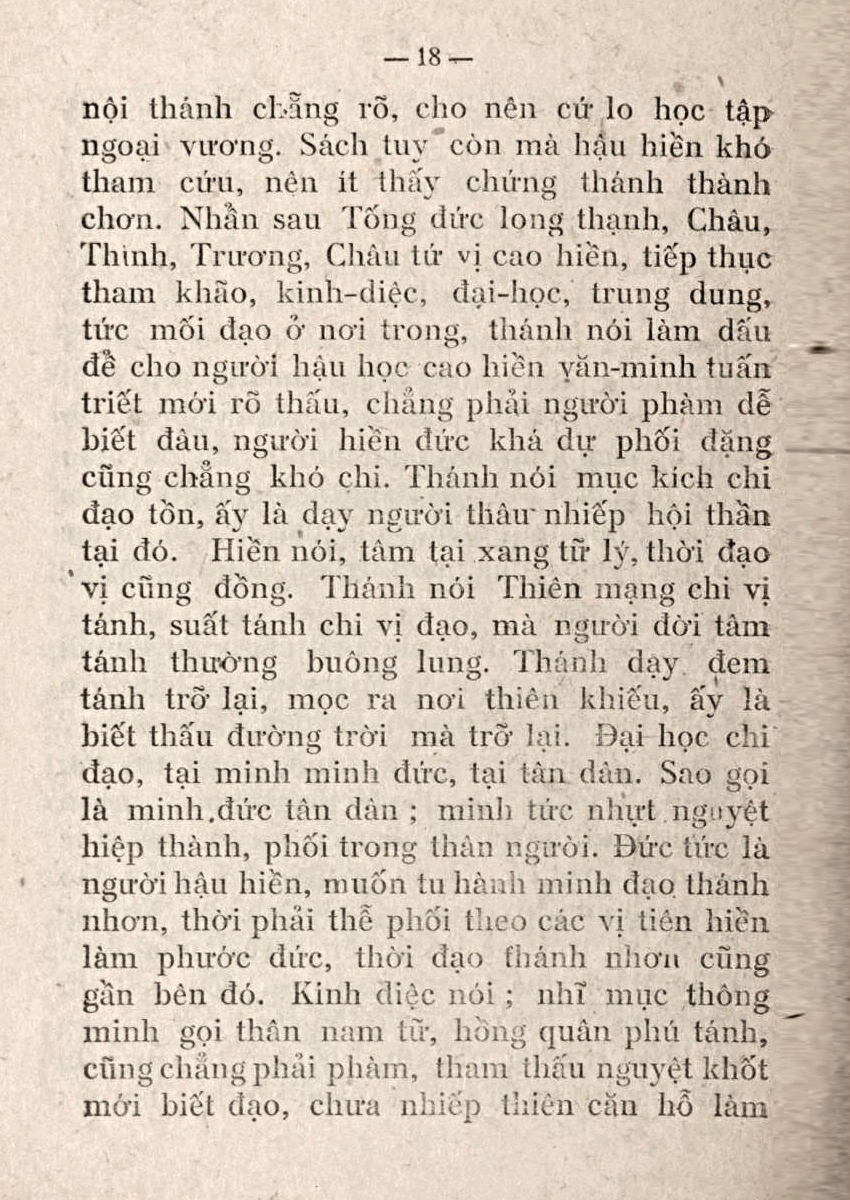 — 18 —
nội thánh chẵng rõ, cho nên cứ lo học tập
ngoại vương. Sách tuy còn mà hậu hiền khó
tham cứu, nên ít thấy chứng thánh thành
chơn. Nhẫn sau Tống đức long thạnh, Châu,
Thình, Trương, Châu tứ vị cao hiền, tiếp thục
tham khão, kinh-diệc, đại-học, trung dung,
tức mối đạo ở nơi trong, thánh nói làm dấu
để cho người hậu học cao hiền văn-minh tuấn
triết mới rõ thấu, chẳng phải người phàm dễ
biết đâu, người hiền đức khá dự phối đặng
cũng chẳng khó chi. Thánh nói mục kích chi
đạo tồn, ấy là dạy người thâu nhiếp hội thần
tại đó. Hiền nói, tâm tại xang tữ lý, thời đạo
vị cũng đồng. Thánh nói Thiên mạng chi vị
tánh, suất tánh chi vị đạo, mà người đời tâm
tánh thường buông lung. Thánh dạy đem
tánh trỡ lại, mọc ra nơi thiên khiếu, ấy là
biết thấu đường trời mà trỡ lại. Đại học chi
đạo, tại minh minh đức, tại tân dân. Sao gọi
là minh đức tân dân ; minh tức nhựt nguyệt
hiệp thành, phối trong thân người. Đức tức là
người hậu hiền, muốn tu hành minh đạo thánh
nhơn, thời phải thễ phối theo các vị tiên hiền
làm phước đức, thời đạo thánh nhơn cũng
gần bên đó. Kinh diệc nói ; nhĩ mục thông
minh gọi thân nam tữ, hồng quân phú tánh,
cũng chẳng phải phàm, tham thấu nguyệt khốt
mới biết đạo, chưa nhiếp thiên căn hỗ làm